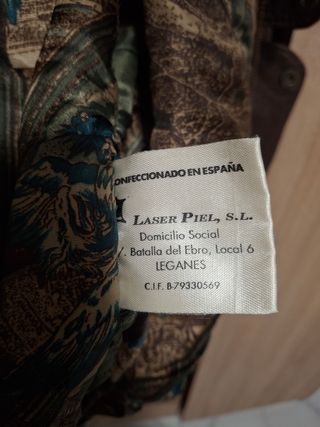 CONFECCIONADO EN ESPAÑA
LASER PIEL, S.L.
Domicilio Social
/. Batalla del Ebro, Local 6
LEGANES
C.I.F. B-79330569